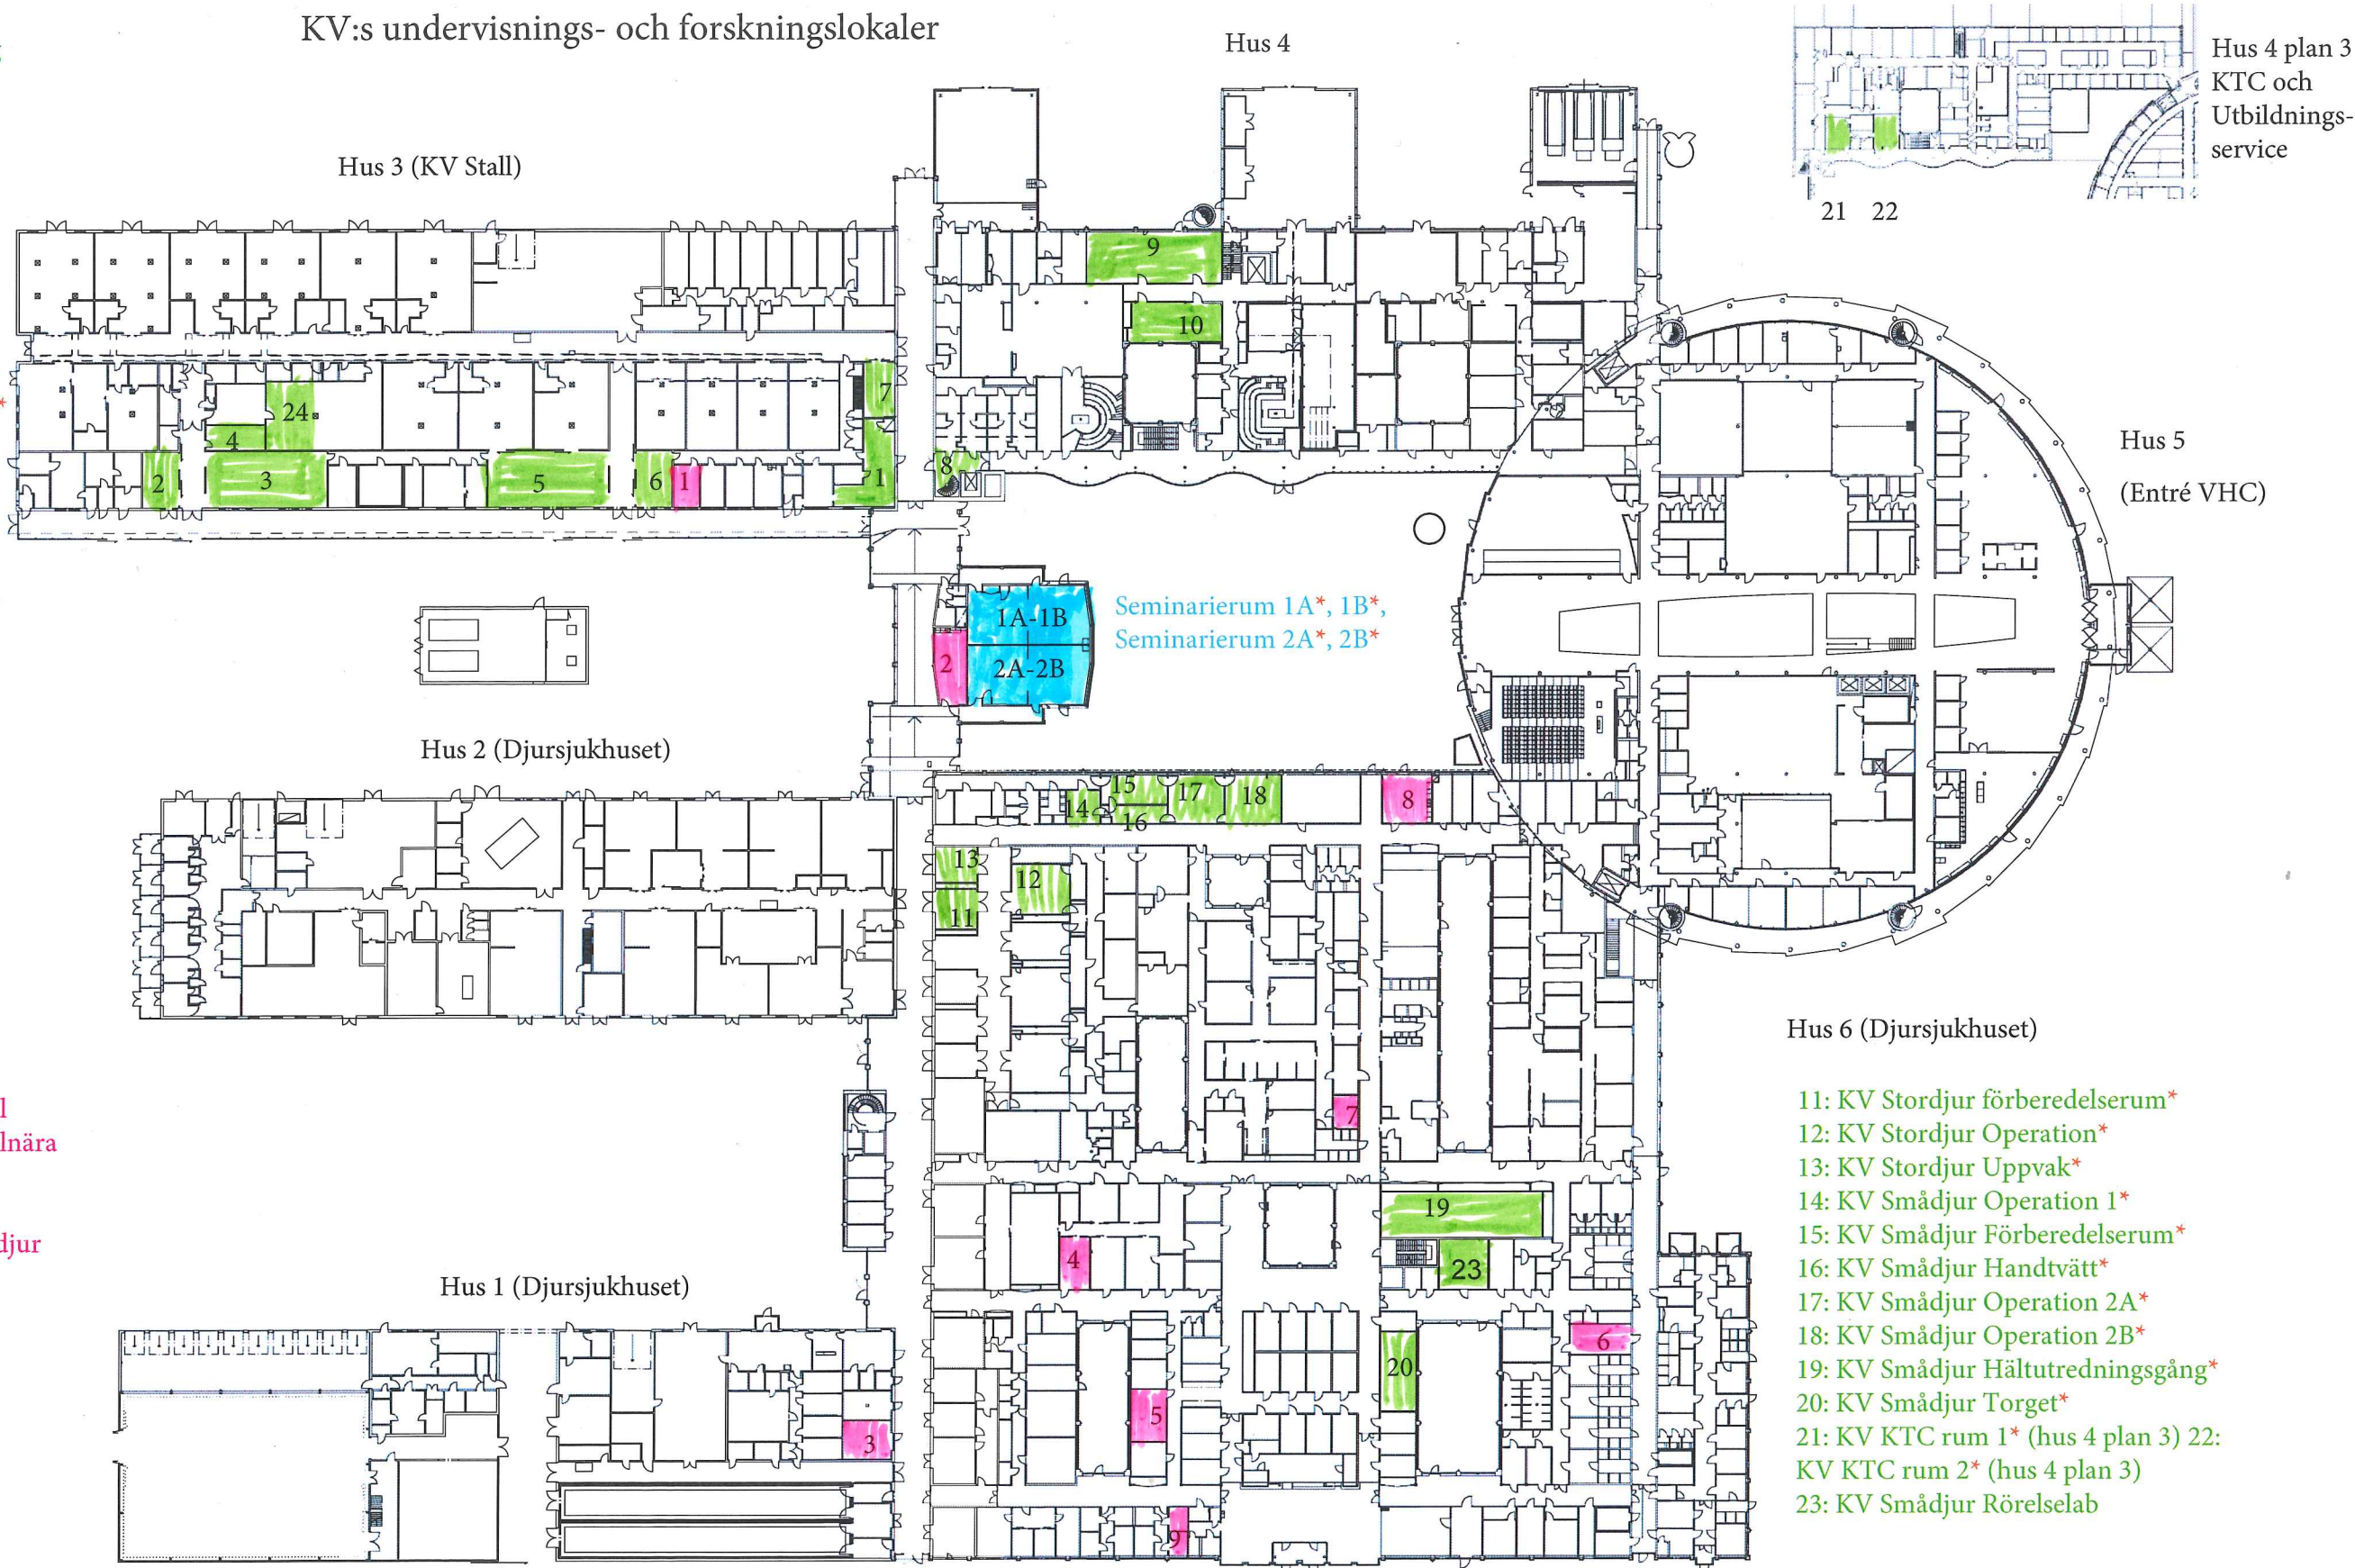 KV:s undervisnings- och forskningslokaler
Hus 4
Hus 4 plan 3
KTC och
Utbildnings-
service
21 22
Hus 3 (KV Stall)
9
10
7
24
4
8
2
3
5
6
1
1
*
Hus 5
(Entré VHC)
1A-1B
2A-2B
2
Seminarierum 1A*, 1B*,
Seminarierum 2A*, 2B*
Hus 2 (Djursjukhuset)
14
15
16
17
18
8
13
12
11
7
Hus 6 (Djursjukhuset)
11: KV Stordjur förberedelserum*
12: KV Stordjur Operation*
13: KV Stordjur Uppvak*
14: KV Smådjur Operation 1*
15: KV Smådjur Förberedelserum*
16: KV Smådjur Handtvätt*
17: KV Smådjur Operation 2A*
18: KV Smådjur Operation 2B*
19: KV Smådjur Hältutredningsgång*
20: KV Smådjur Torget*
21: KV KTC rum 1* (hus 4 plan 3) 22:
KV KTC rum 2* (hus 4 plan 3)
23: KV Smådjur Rörelselab
l
lnära
djur
19
4
23
Hus 1 (Djursjukhuset)
6
20
5
3
9